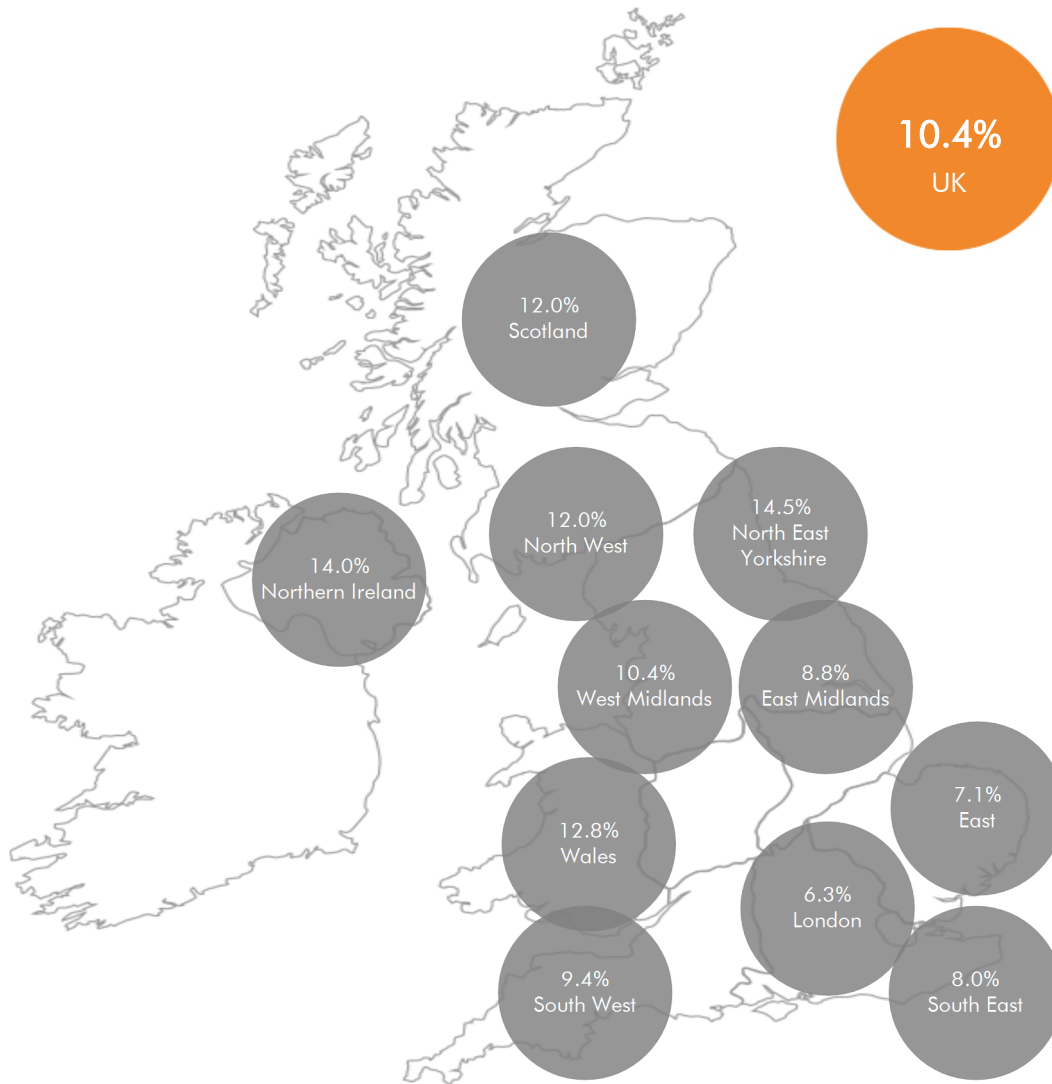 10.4%
UK
12.0%
Scotland
12.0%
North West
14.5%
North East
Yorkshire
14.0%
Northern Ireland
10.4%
West Midlands
8.8%
East Midlands
7.1%
East
12.8%
Wales
6.3%
London
9.4%
South West
8.0%
South East